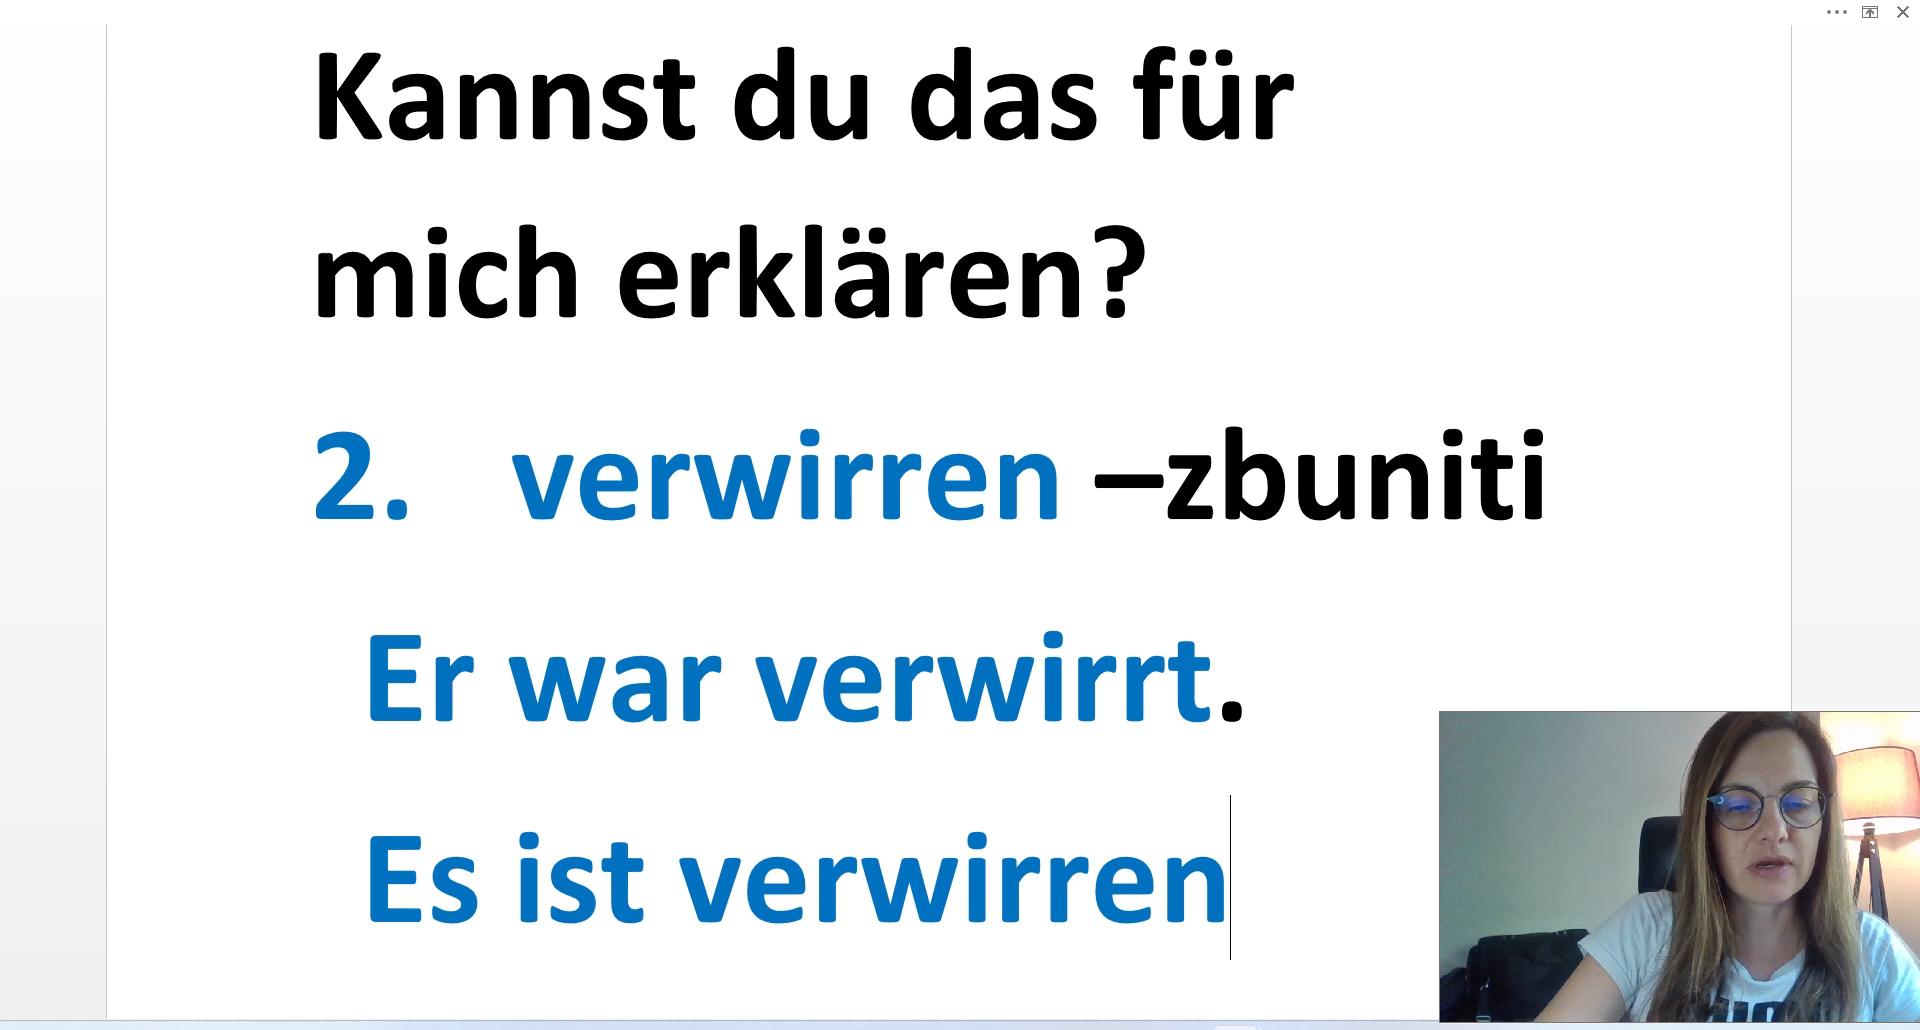 Kannst du das für
mich erklären?
2. verwirren –zbuniti
Er war verwirrt.
Es ist verwirren